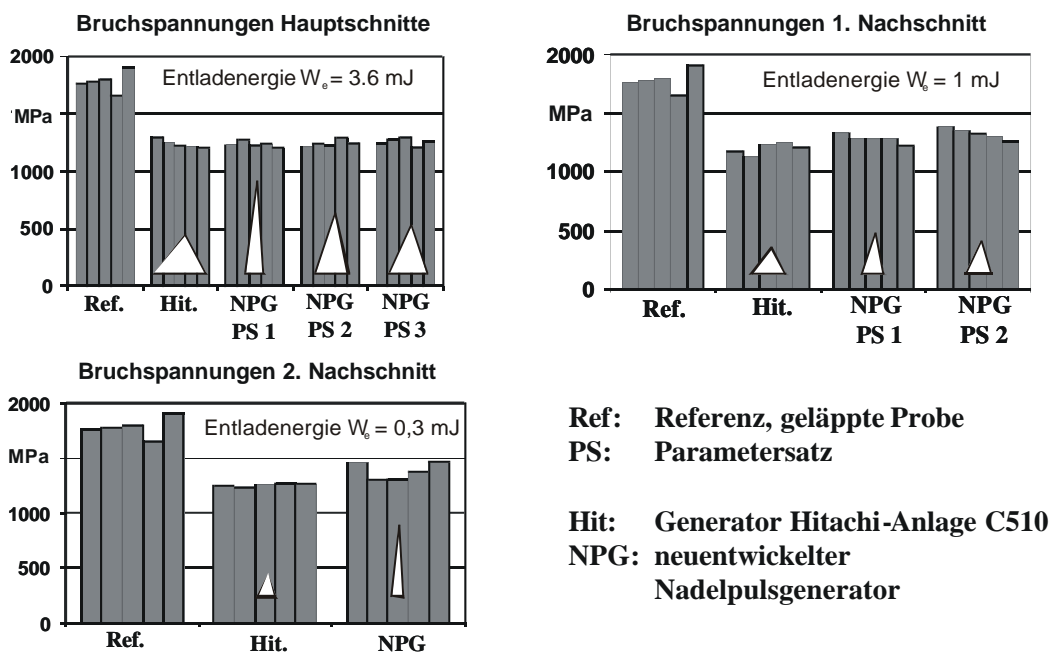 Bruchspannungen Hauptschnitte
2000
MPa
1000
500
0
Entladenergie We = 3.6 mJ
Ref. Hit. NPG NPG NPG
PS 1 PS 2 PS 3
Bruchspannungen 1. Nachschnitt
2000
MPa
1000
500
0
Entladenergie We = 1 mJ
Ref. Hit. NPG NPG
PS 1 PS 2
Bruchspannungen 2. Nachschnitt
2000
MPa
1000
500
0
Entladenergie We = 0,3 mJ
Ref. Hit. NPG
Ref: Referenz, geläppte Probe
PS: Parametersatz
Hit: Generator Hitachi-Anlage C510
NPG: neuentwickelter
Nadelpulsgenerator